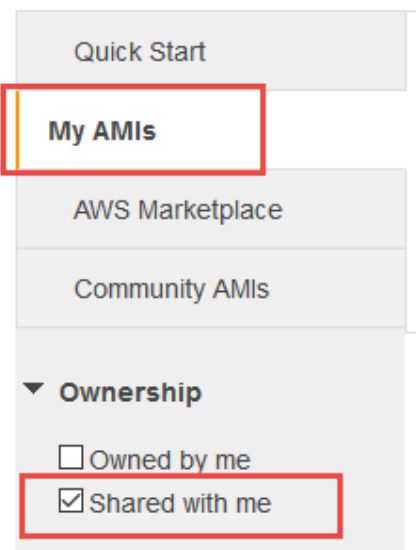 Quick Start
My AMIs
AWS Marketplace
Community AMIs
Ownership
Owned by me
Shared with me